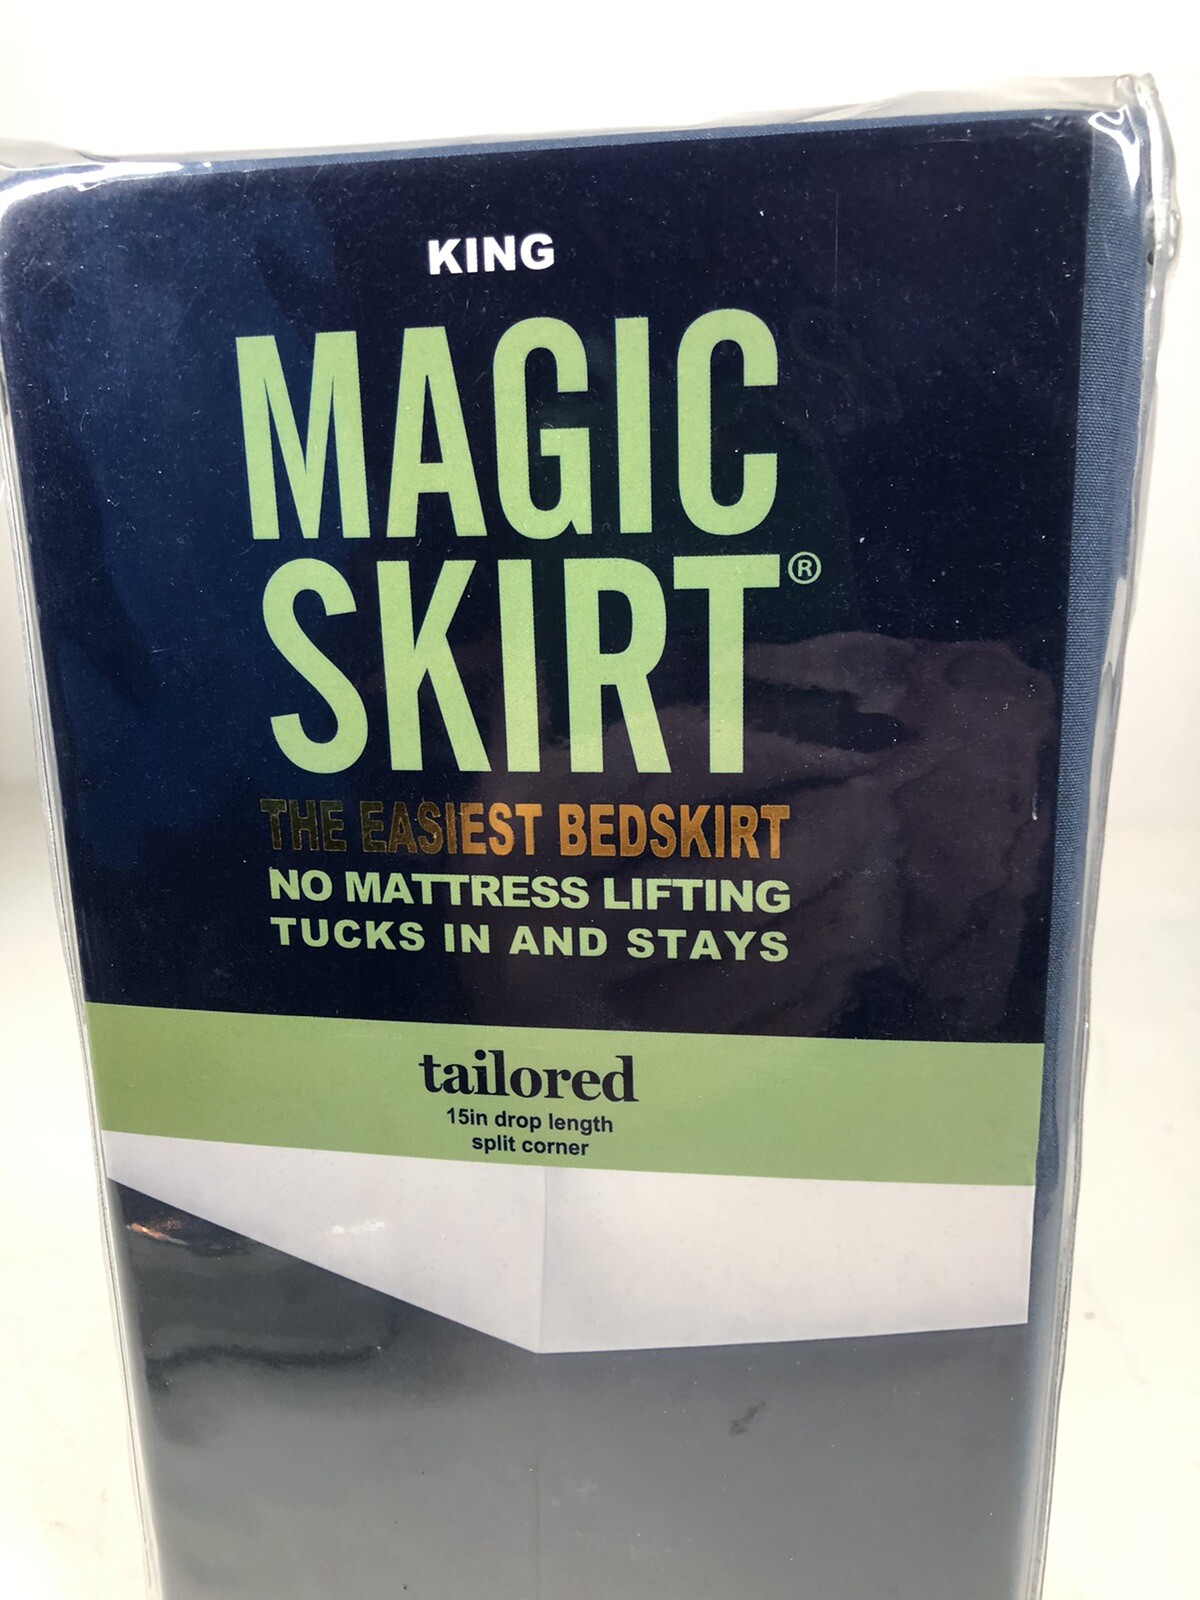 KING
MAGIC
SKIRT®
THE EASIEST BEDSKIRT
NO MATTRESS LIFTING
TUCKS IN AND STAYS
tailored
15in drop length
split corner